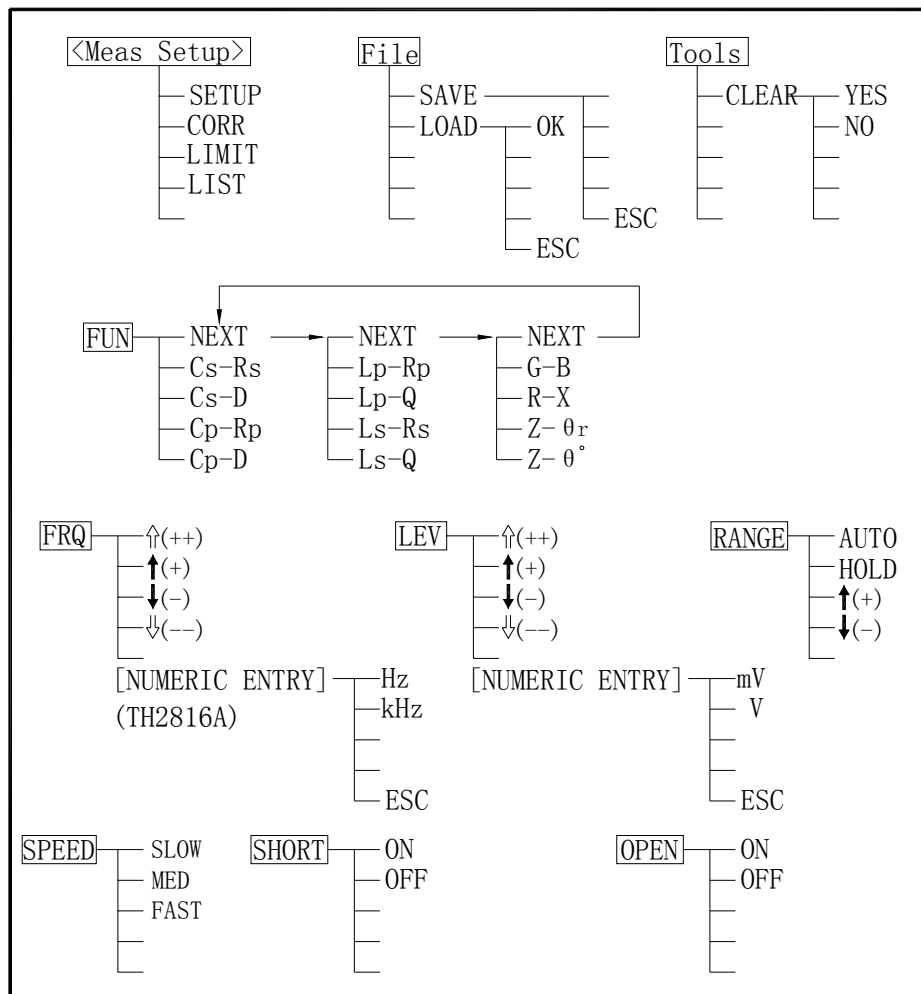 <Meas Setup> File Tools
SETUP SAVE CLEAR YES
CORR LOAD OK NO
LIMIT
LIST
ESC
ESC
FUN NEXT NEXT NEXT
Cs-Rs Lp-Rp G-B
Cs-D Lp-Q R-X
Cp-Rp Ls-Rs Z-θr
Cp-D Ls-Q Z-θ°
FRQ ⇧(++) LEV ⇧(++) RANGE AUTO
↑(+) ↑(+) HOLD
↓(-) ↓(-) ↑(+)
⇩(--) ⇩(--) ↓(-)
[NUMERIC ENTRY] Hz [NUMERIC ENTRY] mV
(TH2816A) kHz V
ESC ESC
SPEED SLOW SHORT ON OPEN ON
MED OFF OFF
FAST